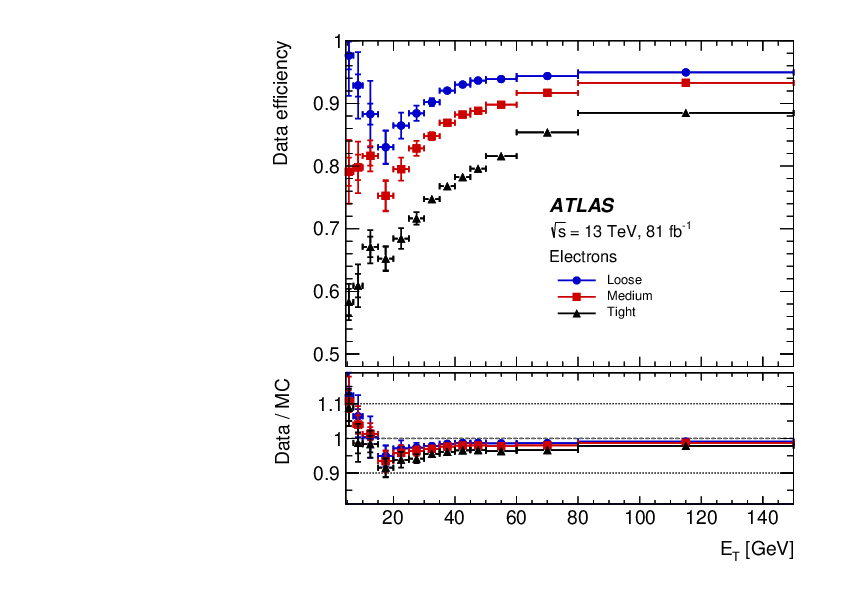 Data efficiency
1
0.9
0.8
0.7
0.6
0.5
ATLAS
√s = 13 TeV, 81 fb⁻¹
Electrons
Loose
Medium
Tight
Data / MC
1.1
1
0.9
20 40 60 80 100 120 140
E_T [GeV]